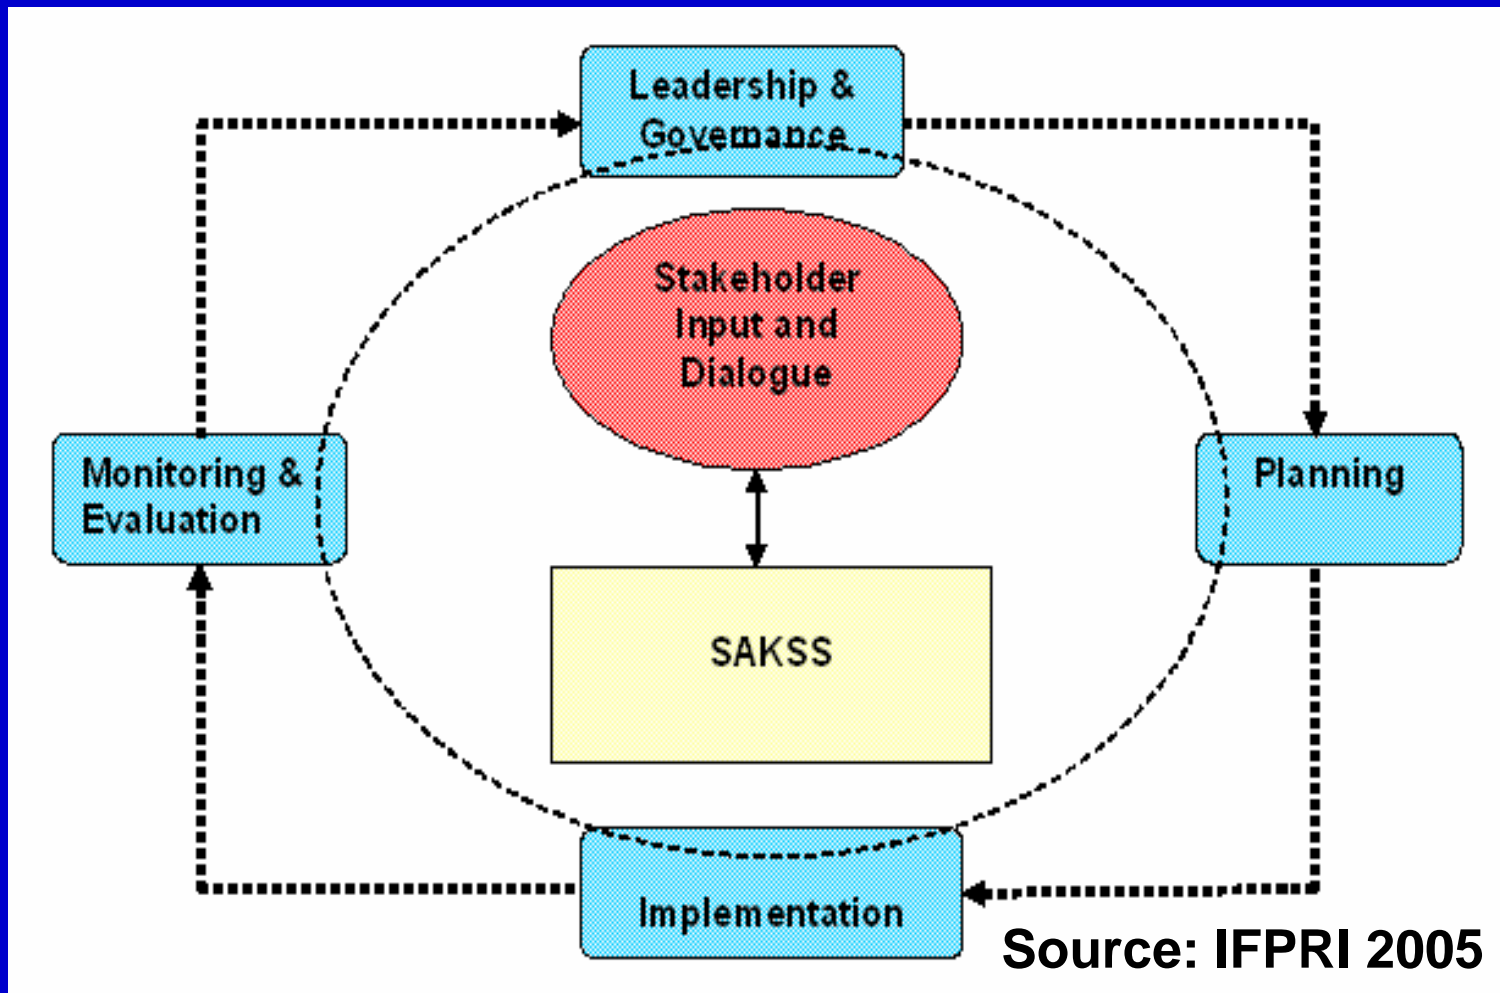 Leadership &
Governance
Stakeholder
Input and
Dialogue
Monitoring &
Evaluation
Planning
SAKSS
Implementation
Source: IFPRI 2005